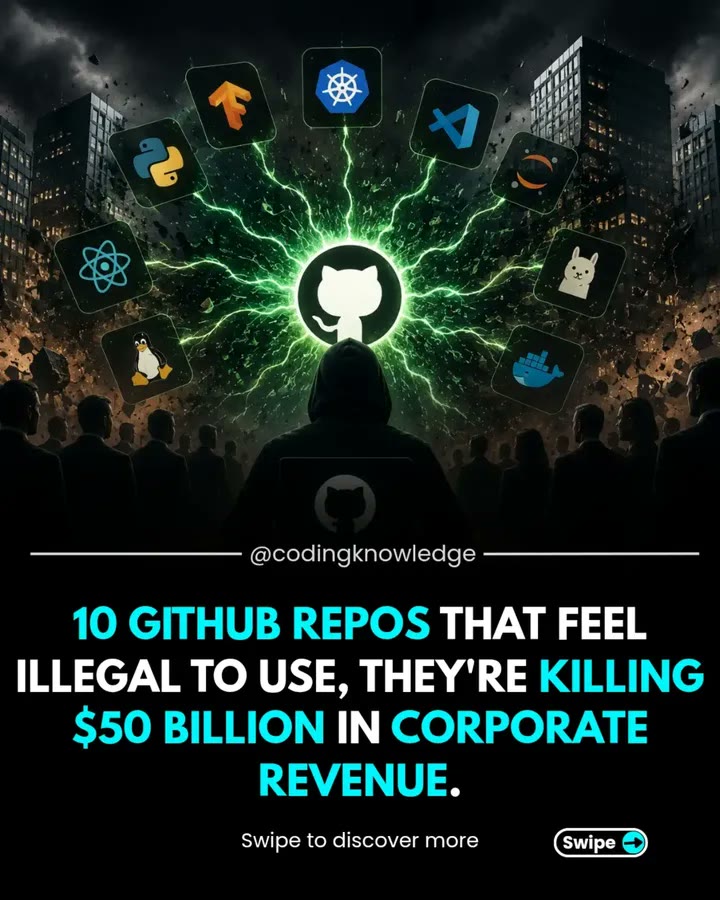 @codingknowledge
10 GITHUB REPOS THAT FEEL
ILLEGAL TO USE, THEY'RE KILLING
$50 BILLION IN CORPORATE
REVENUE.
Swipe to discover more
Swipe